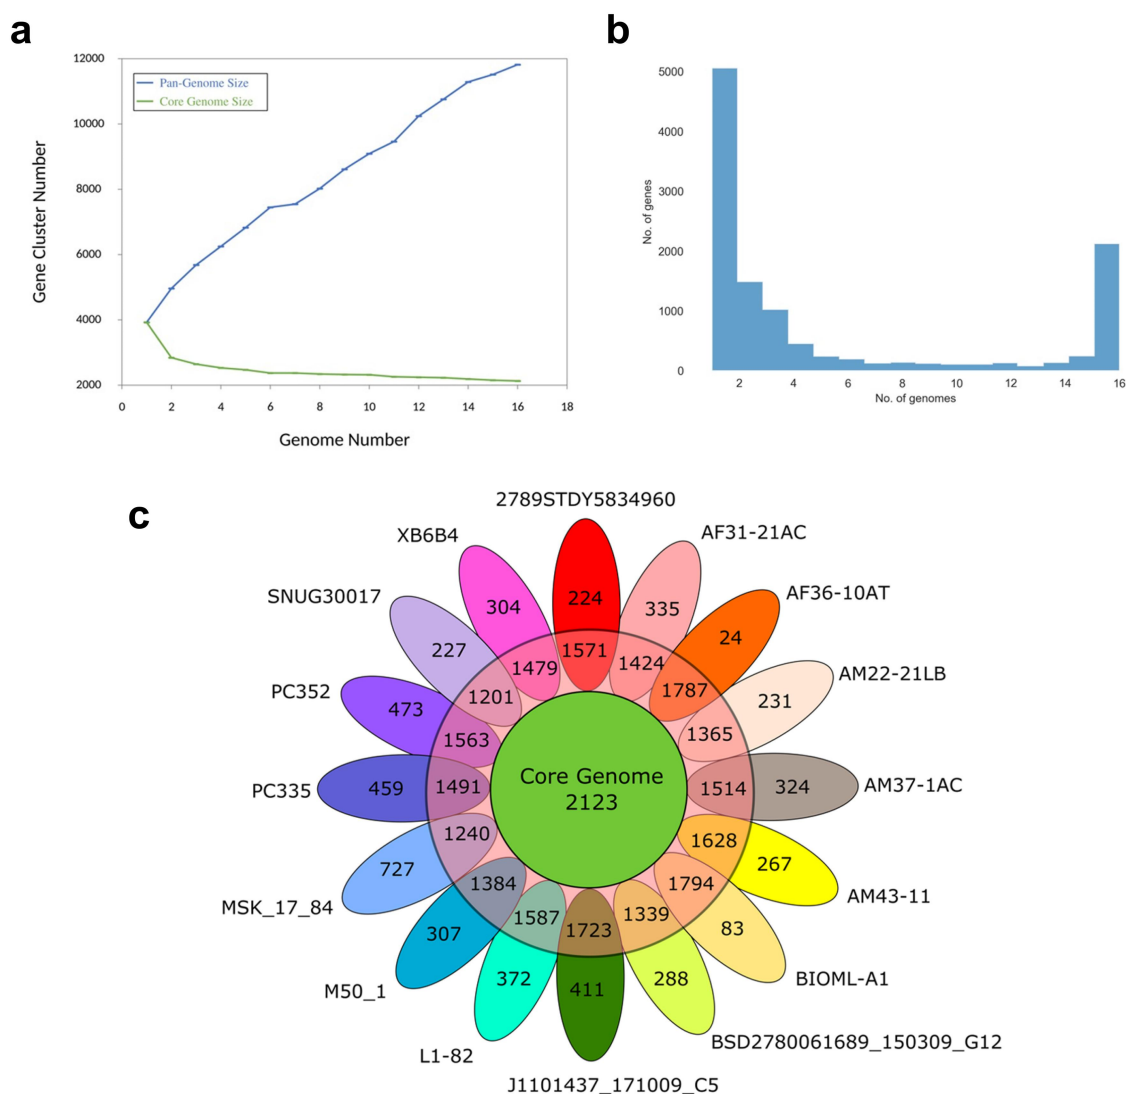 a
12000
10000
8000
6000
4000
2000
Gene Cluster Number
Pan-Genome Size
Core Genome Size
0 2 4 6 8 10 12 14 16 18
Genome Number
b
5000
4000
3000
2000
1000
0
No. of genes
2 4 6 8 10 12 14 16
No. of genomes
c
2789STDY5834960
XB6B4
AF31-21AC
SNUG30017
AF36-10AT
PC352
AM22-21LB
PC335
AM37-1AC
MSK_17_84
AM43-11
M50_1
BIOML-A1
L1-82
BSD2780061689_150309_G12
J1101437_171009_C5
224
304
335
24
227
1571
1479
1424
1787
1201
231
473
1365
1563
Core Genome
2123
459
1491
1514
324
1240
1628
727
267
1384
1794
307
1587
1723
1339
83
372
411
288